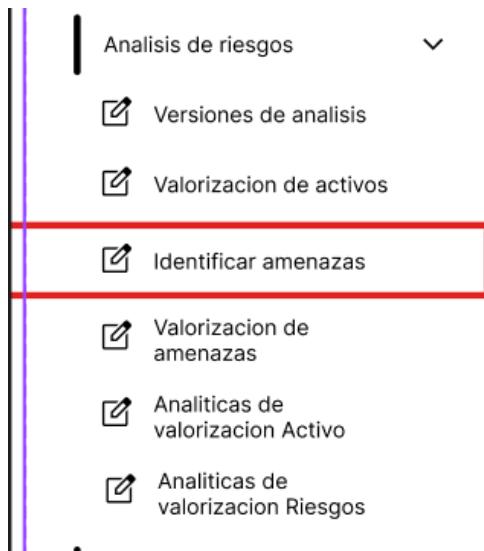 Analisis de riesgos
Versiones de analisis
Valorizacion de activos
Identificar amenazas
Valorizacion de
amenazas
Analiticas de
valorizacion Activo
Analiticas de
valorizacion Riesgos